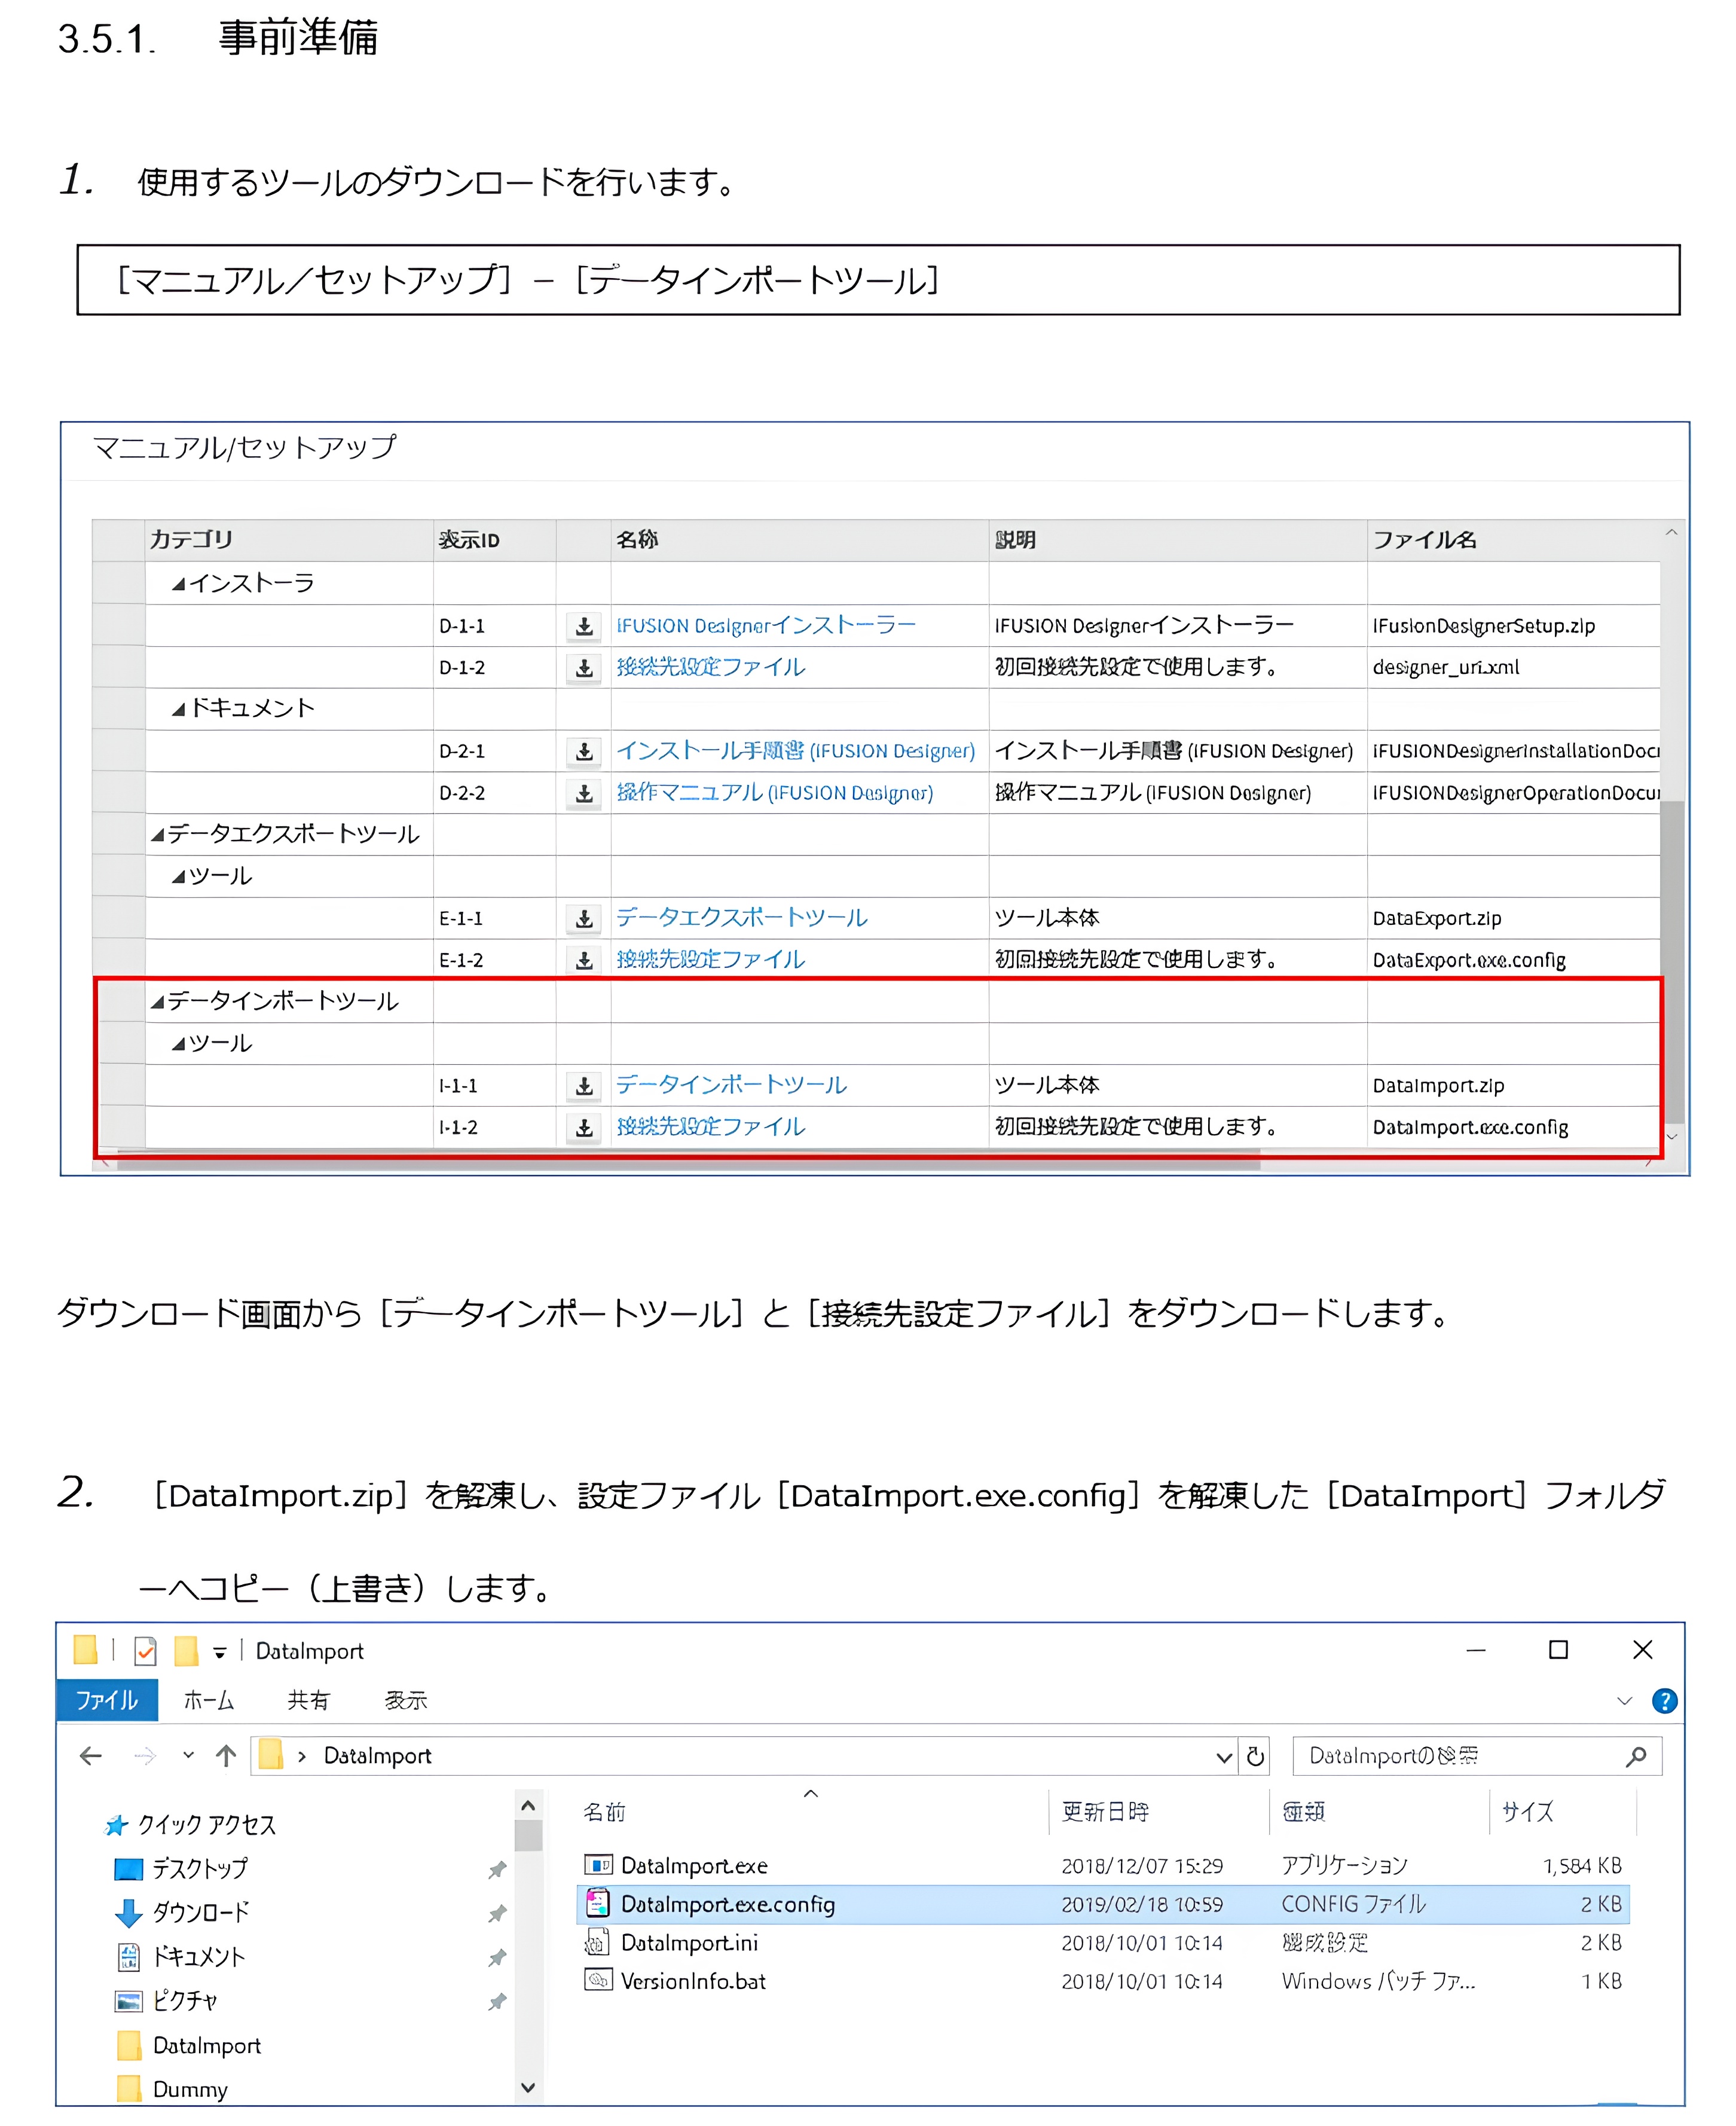 3.5.1. 事前準備
1. 使用するツールのダウンロードを行います。
［マニュアル／セットアップ］－［データインポートツール］
マニュアル/セットアップ
カテゴリ 表示ID 名称 説明 ファイル名
インストーラ
D-1-1 iFUSION Designerインストーラー iFUSION Designerインストーラー iFusionDesignerSetup.zip
D-1-2 接続先設定ファイル 初回接続先設定で使用します。 designer_uri.xml
ドキュメント
D-2-1 インストール手順書 (iFUSION Designer) インストール手順書 (iFUSION Designer) iFUSIONDesignerInstallationDocu
D-2-2 操作マニュアル (iFUSION Designer) 操作マニュアル (iFUSION Designer) iFUSIONDesignerOperationDocu
データエクスポートツール
ツール
E-1-1 データエクスポートツール ツール本体 DataExport.zip
E-1-2 接続先設定ファイル 初回接続先設定で使用します。 DataExport.exe.config
データインポートツール
ツール
I-1-1 データインポートツール ツール本体 DataImport.zip
I-1-2 接続先設定ファイル 初回接続先設定で使用します。 DataImport.exe.config
ダウンロード画面から［データインポートツール］と［接続先設定ファイル］をダウンロードします。
2. ［DataImport.zip］を解凍し、設定ファイル［DataImport.exe.config］を解凍した［DataImport］フォルダ
ーへコピー（上書き）します。
DataImport
ファイル ホーム 共有 表示
DataImport DataImportの検索
名前 更新日時 種類 サイズ
クイック アクセス
デスクトップ
ダウンロード
ドキュメント
ピクチャ
DataImport
Dummy
DataImport.exe 2018/12/07 15:29 アプリケーション 1,584 KB
DataImport.exe.config 2019/02/18 10:59 CONFIG ファイル 2 KB
DataImport.ini 2018/10/01 10:14 構成設定 2 KB
VersionInfo.bat 2018/10/01 10:14 Windows バッチ ファ... 1 KB